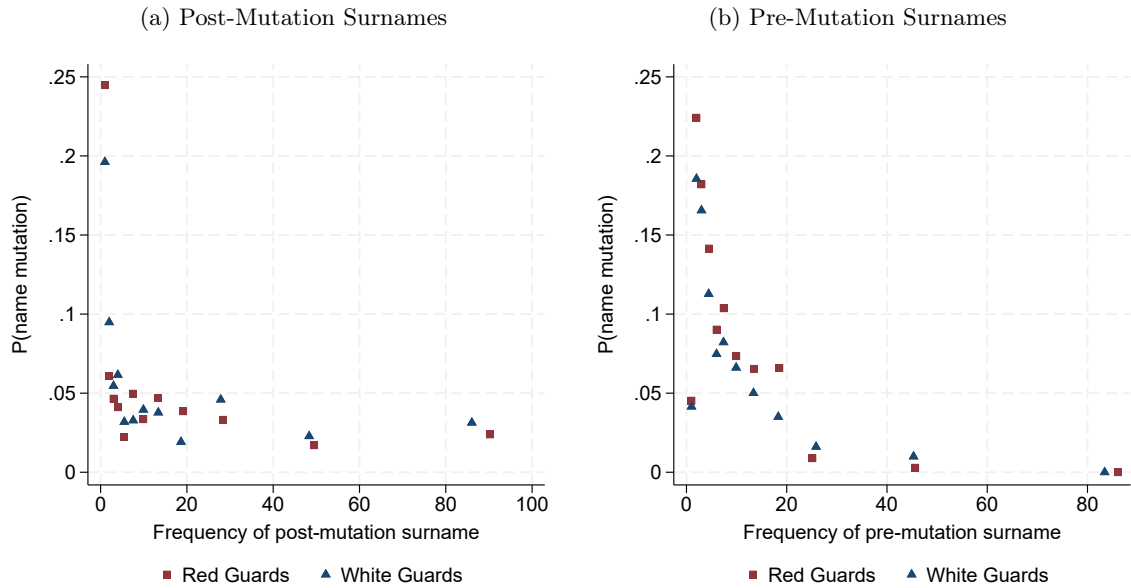 (a) Post-Mutation Surnames
.25
.2
.15
.1
.05
0
P(name mutation)
0 20 40 60 80 100
Frequency of post-mutation surname
Red Guards White Guards
(b) Pre-Mutation Surnames
.25
.2
.15
.1
.05
0
P(name mutation)
0 20 40 60 80
Frequency of pre-mutation surname
Red Guards White Guards